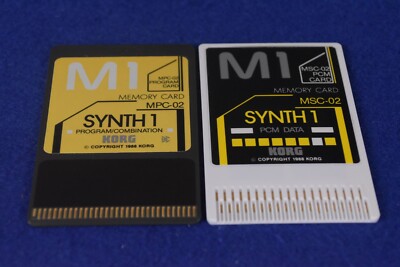 M1
MPC-02
PROGRAM
CARD
MEMORY CARD
MPC-02
SYNTH 1
PROGRAM/COMBINATION
KORG
© COPYRIGHT 1988 KORG
M1
MSC-02
PCM
CARD
MEMORY CARD
MSC-02
SYNTH 1
PCM DATA
KORG
© COPYRIGHT 1988 KORG